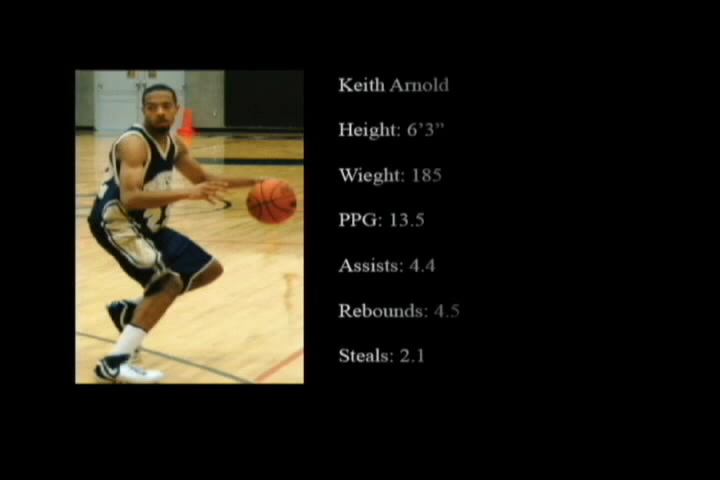 Keith Arnold
Height: 6’3”
Wieght: 185
PPG: 13.5
Assists: 4.4
Rebounds: 4.5
Steals: 2.1